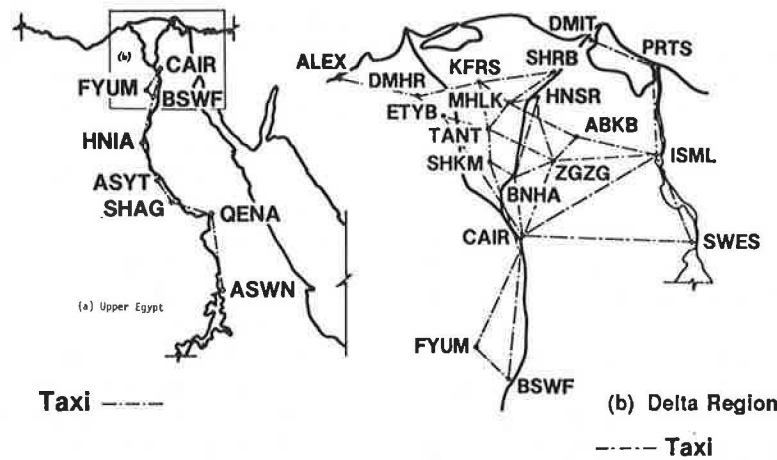 (b)
CAIR
FYUM
BSWF
HNIA
ASYT
SHAG
QENA
ASWN
(a) Upper Egypt
Taxi
DMIT
PRTS
ALEX
SHRB
KFRS
DMHR
MHLK
HNSR
ETYB
ABKB
TANT
ISML
SHKM
ZGZG
BNHA
CAIR
SWES
FYUM
BSWF
(b) Delta Region
Taxi